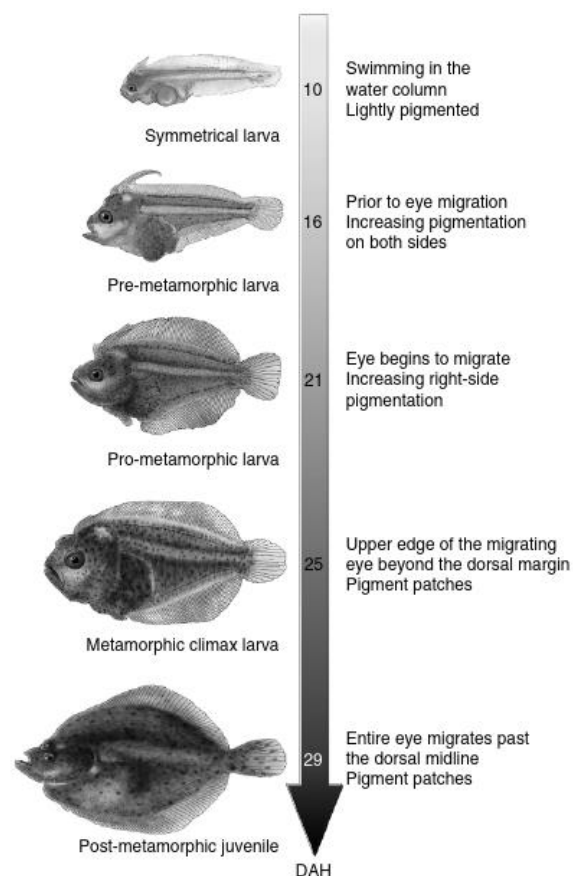 10
Swimming in the
water column
Lightly pigmented
Symmetrical larva
16
Prior to eye migration
Increasing pigmentation
on both sides
Pre-metamorphic larva
21
Eye begins to migrate
Increasing right-side
pigmentation
Pro-metamorphic larva
25
Upper edge of the migrating
eye beyond the dorsal margin
Pigment patches
Metamorphic climax larva
29
Entire eye migrates past
the dorsal midline
Pigment patches
Post-metamorphic juvenile
DAH